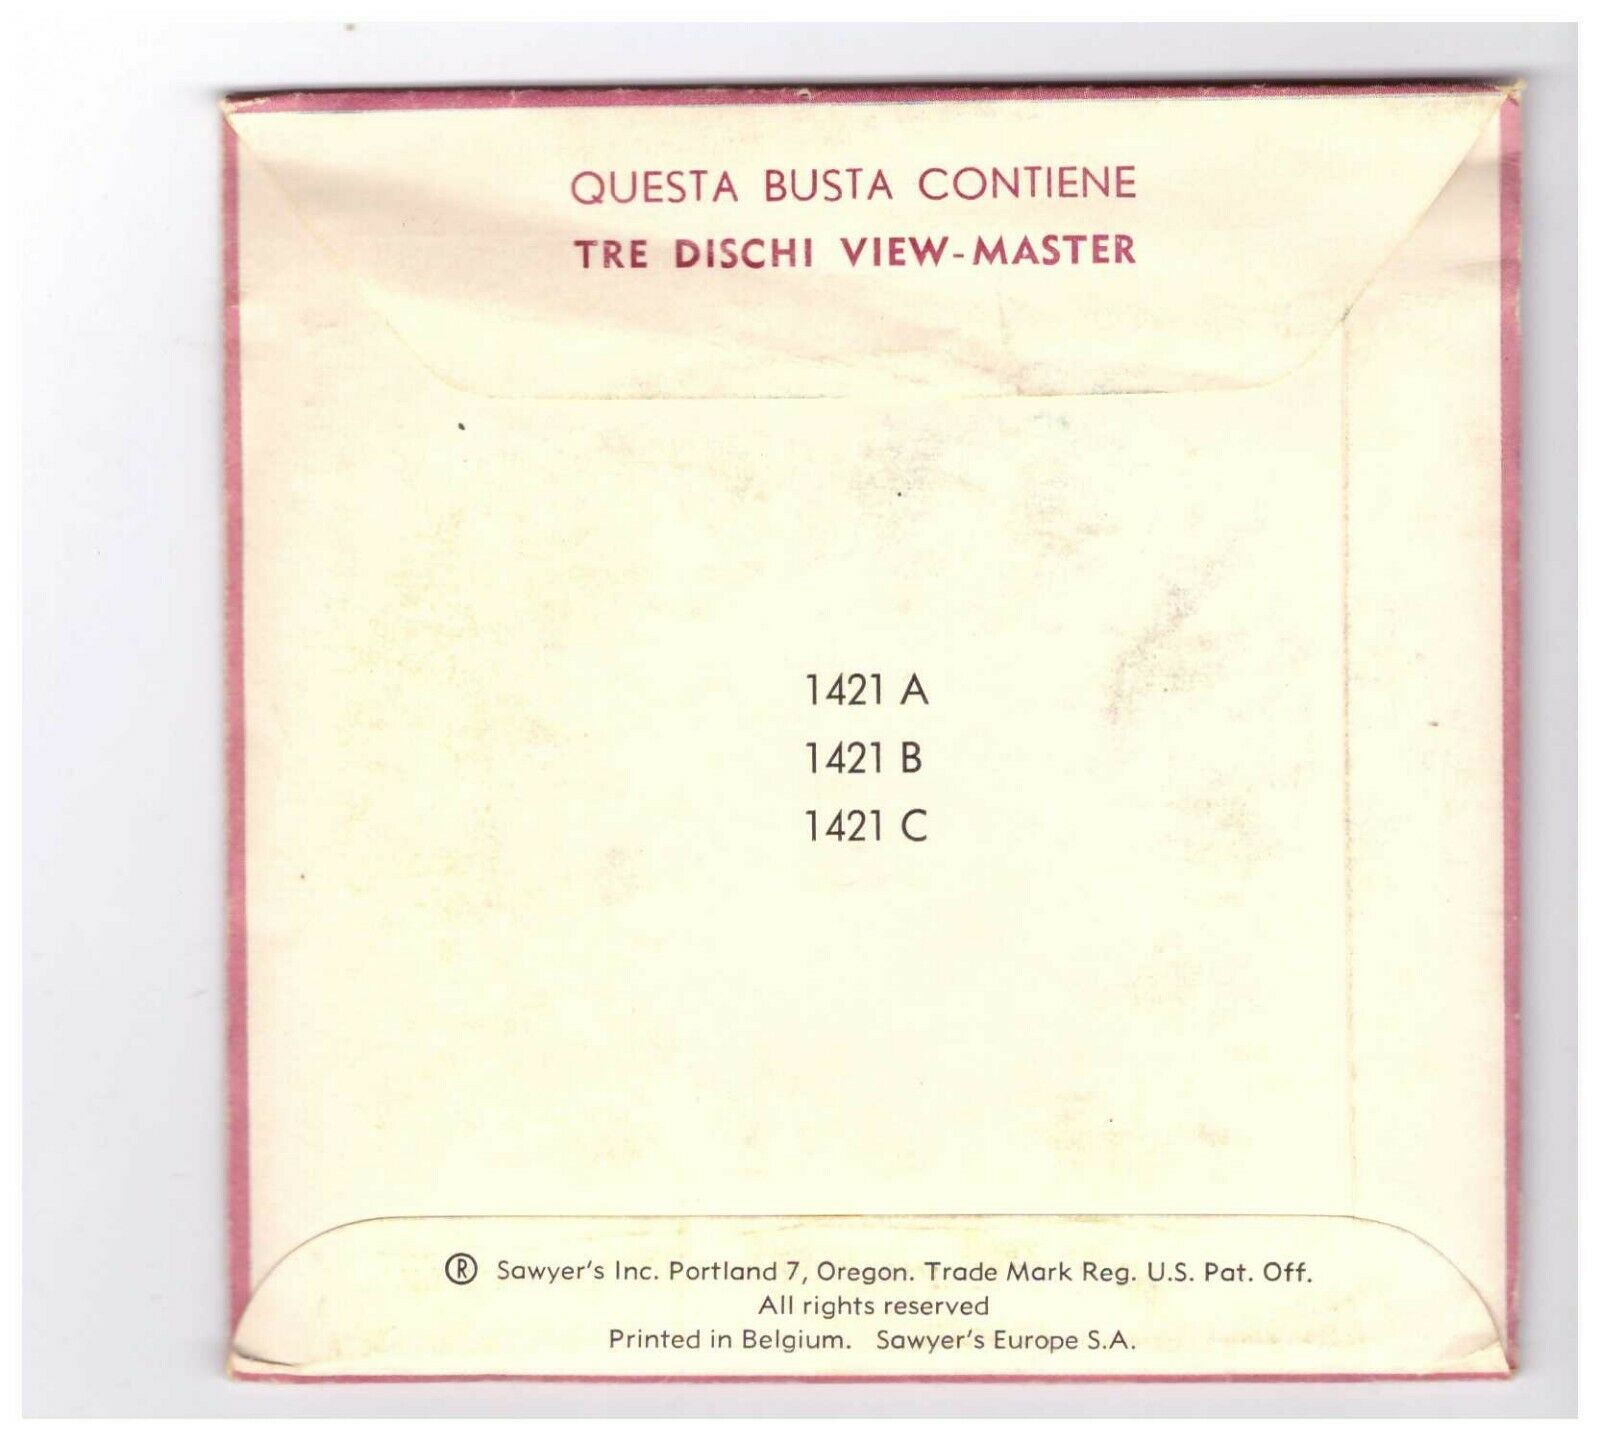 QUESTA BUSTA CONTIENE
TRE DISCHI VIEW-MASTER
1421 A
1421 B
1421 C
® Sawyer's Inc. Portland 7, Oregon. Trade Mark Reg. U.S. Pat. Off.
All rights reserved
Printed in Belgium. Sawyer's Europe S.A.